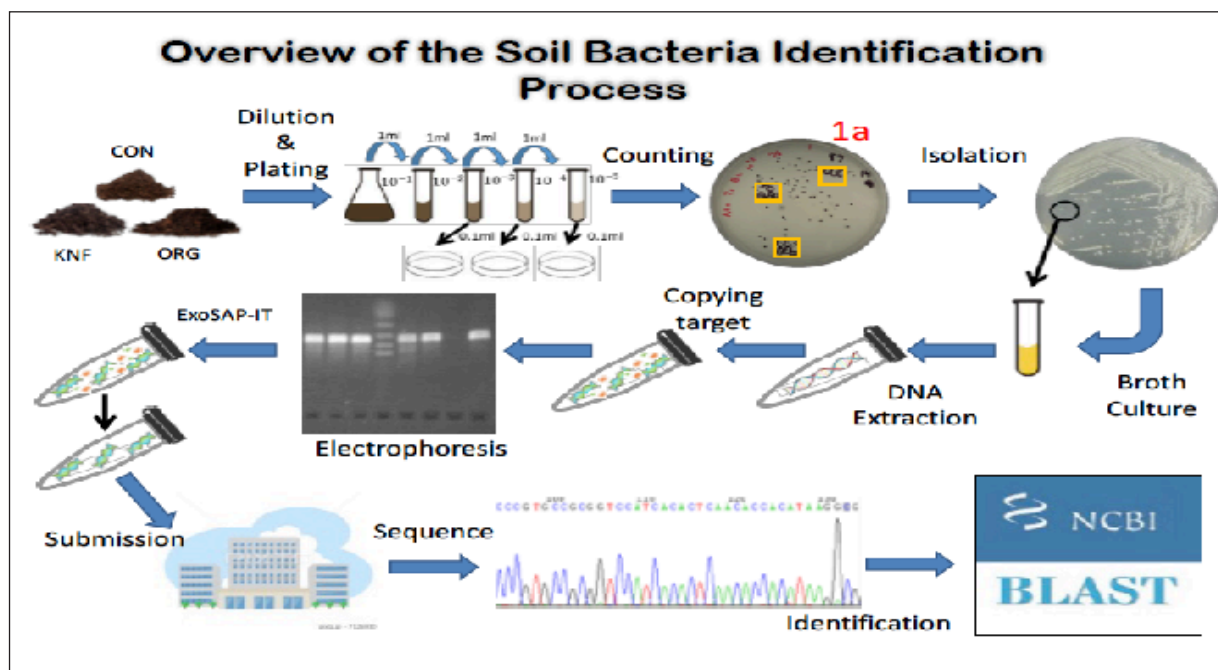 Overview of the Soil Bacteria Identification
Process
CON
KNF
ORG
Dilution
&
Plating
1ml
1ml
1ml
1ml
10⁻¹
10⁻²
10⁻³
10⁻⁴
10⁻⁵
0.1ml
0.1ml
0.1ml
Counting
1a
Isolation
Broth
Culture
DNA
Extraction
Copying
target
Electrophoresis
ExoSAP-IT
Submission
Sequence
CCCGTGCCGCGGTCCATCACACTCAACACCACATAAGGCG
Identification
NCBI
BLAST